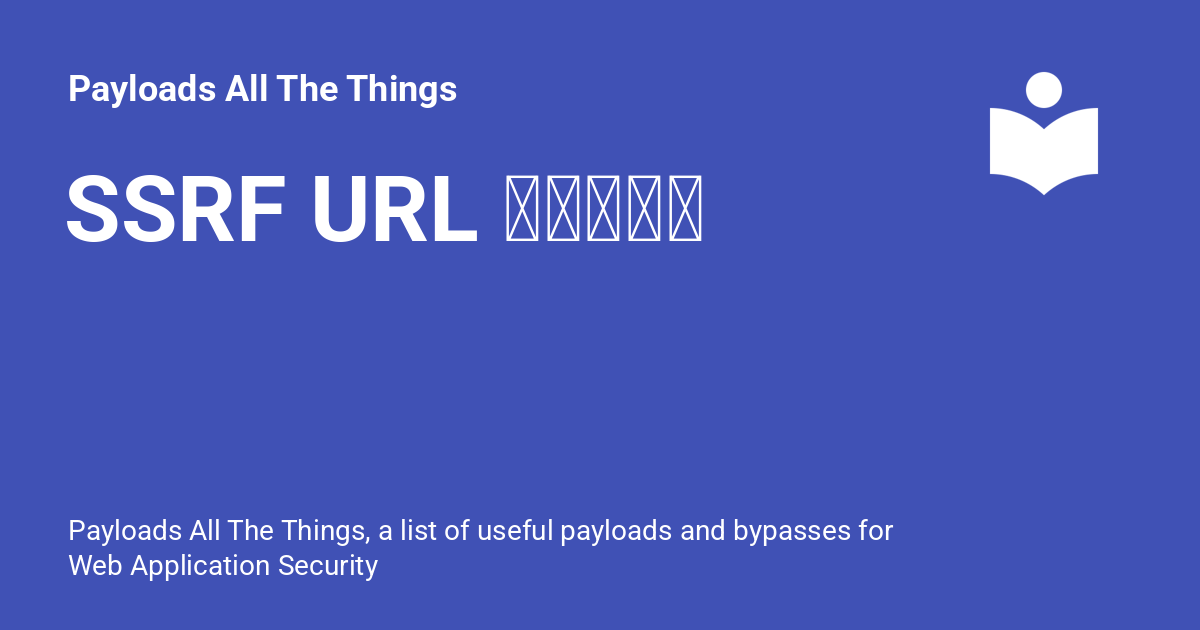 Payloads All The Things
SSRF URL
Payloads All The Things, a list of useful payloads and bypasses for
Web Application Security